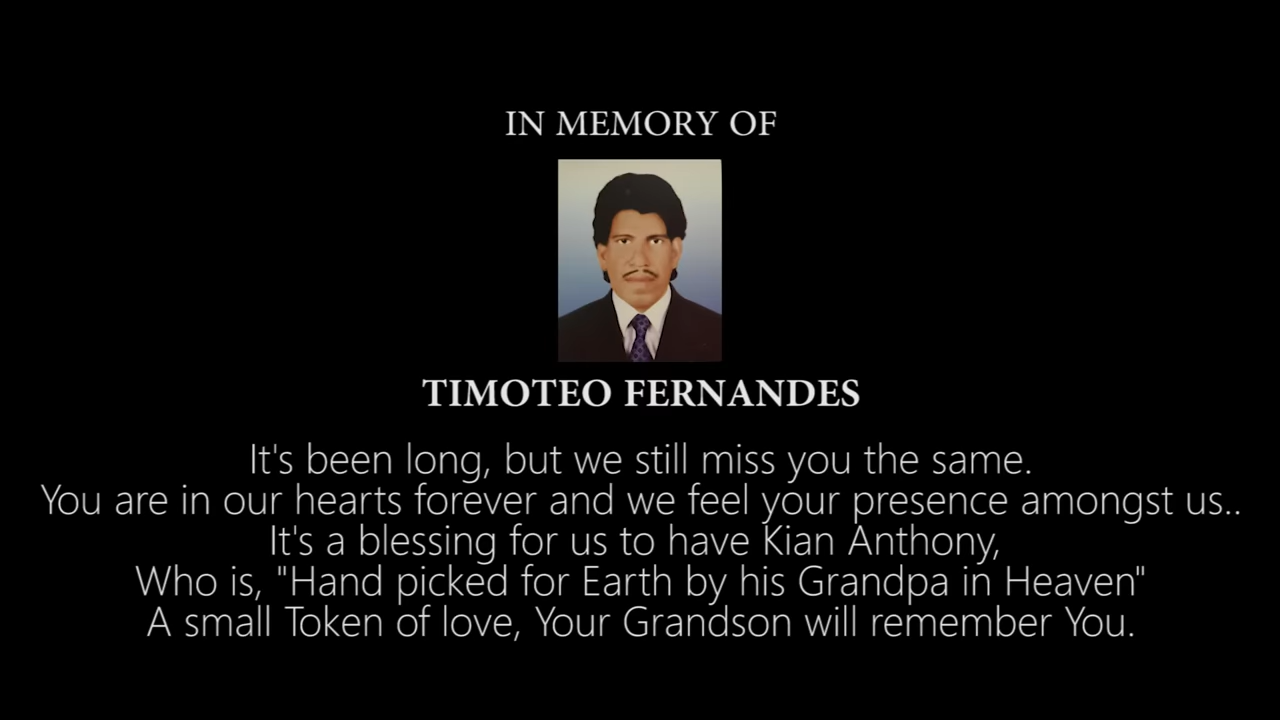 IN MEMORY OF
TIMOTEO FERNANDES
It's been long, but we still miss you the same.
You are in our hearts forever and we feel your presence amongst us..
It's a blessing for us to have Kian Anthony,
Who is, "Hand picked for Earth by his Grandpa in Heaven"
A small Token of love, Your Grandson will remember You.